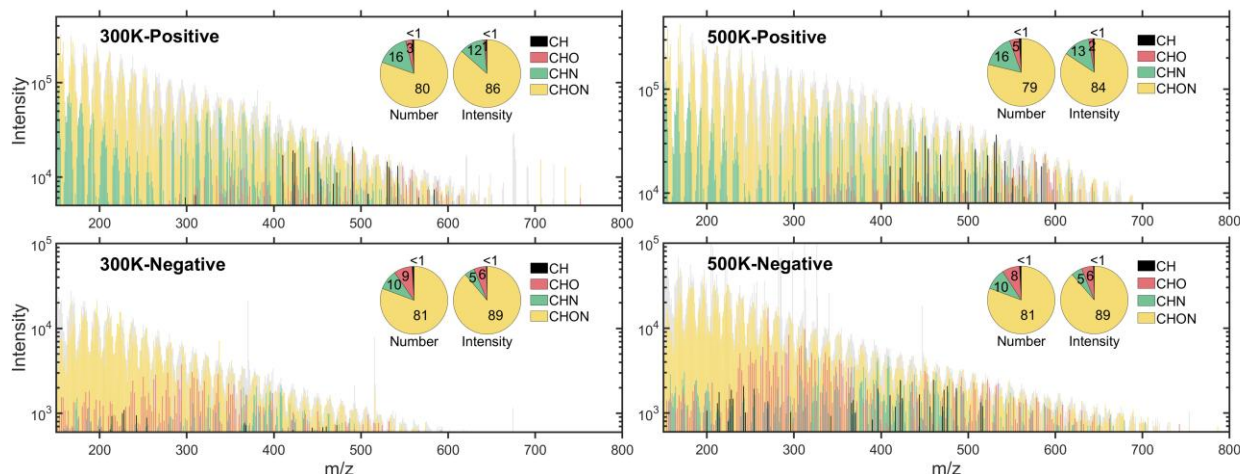 300K-Positive
<1
3
16
80
Number
<1
1
12
86
Intensity
CH
CHO
CHN
CHON
Intensity
10^5
10^4
200 300 400 500 600 700 800
500K-Positive
<1
5
16
79
Number
<1
2
13
84
Intensity
CH
CHO
CHN
CHON
10^5
10^4
200 300 400 500 600 700 800
300K-Negative
<1
9
10
81
Number
<1
6
5
89
Intensity
CH
CHO
CHN
CHON
Intensity
10^5
10^4
10^3
200 300 400 500 600 700 800
m/z
500K-Negative
<1
8
10
81
Number
<1
6
5
89
Intensity
CH
CHO
CHN
CHON
10^5
10^4
10^3
200 300 400 500 600 700 800
m/z